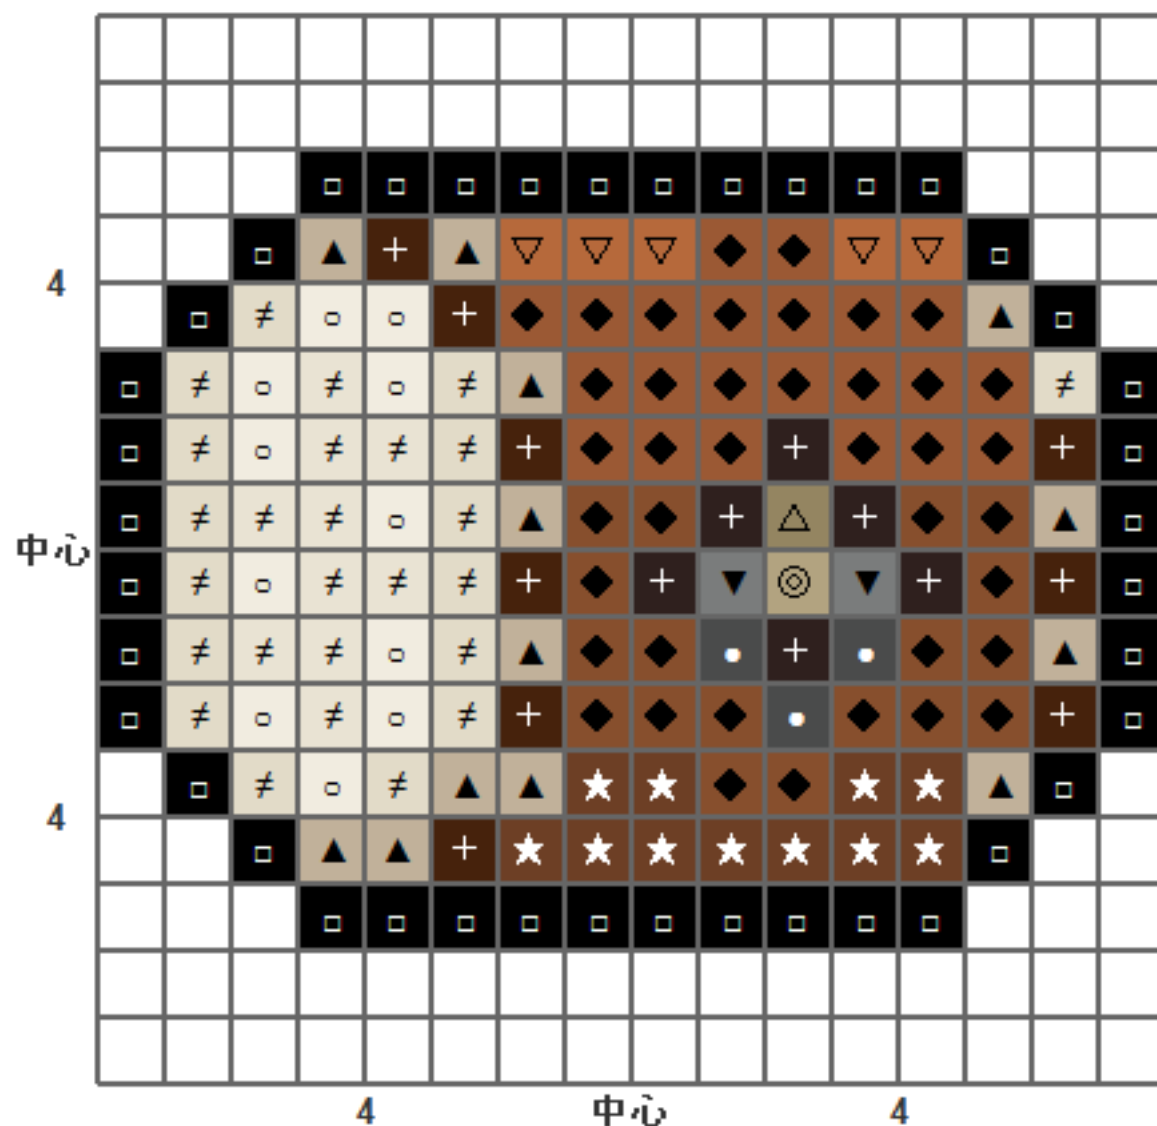 □ □ □ □ □ □ □ □ □ □
□ ▲ + ▲ ▽ ▽ ▽ ◆ ◆ ▽ ▽ □
4
□ ≠ ○ ○ + ◆ ◆ ◆ ◆ ◆ ◆ ◆ ▲ □
□ ≠ ○ ≠ ○ ≠ ▲ ◆ ◆ ◆ ◆ ◆ ◆ ◆ ≠ □
□ ≠ ○ ≠ ≠ ≠ + ◆ ◆ ◆ + ◆ ◆ ◆ + □
□ ≠ ≠ ≠ ○ ≠ ▲ ◆ ◆ + △ + ◆ ◆ ▲ □
中心
□ ≠ ○ ≠ ≠ ≠ + ◆ + ▼ ◎ ▼ + ◆ + □
□ ≠ ≠ ≠ ○ ≠ ▲ ◆ ◆ ● + ● ◆ ◆ ▲ □
□ ≠ ○ ≠ ○ ≠ + ◆ ◆ ◆ ● ◆ ◆ ◆ + □
□ ≠ ○ ≠ ▲ ▲ ★ ★ ◆ ◆ ★ ★ ▲ □
4
□ ▲ ▲ + ★ ★ ★ ★ ★ ★ ★ □
□ □ □ □ □ □ □ □ □ □
4 中心 4